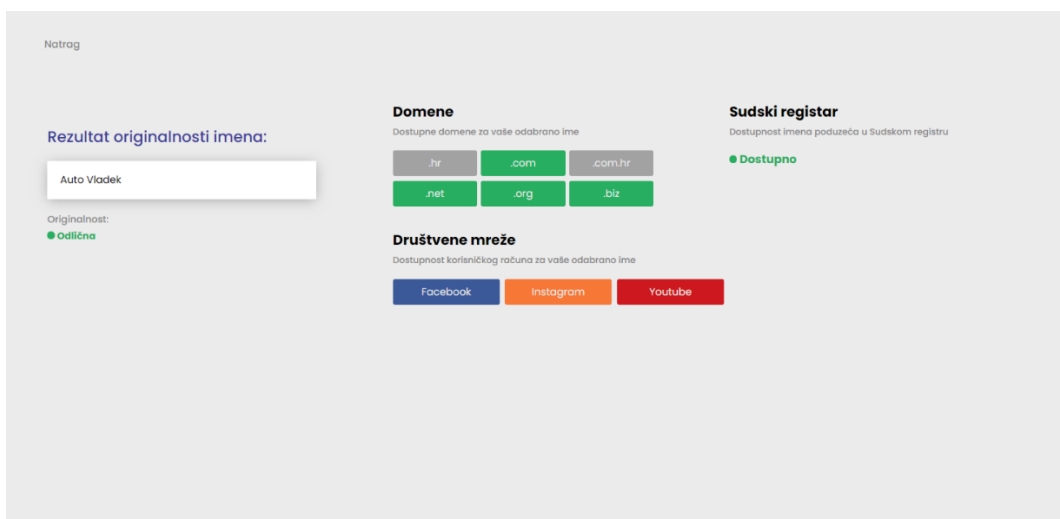 Natrag
Rezultat originalnosti imena:
Auto Vladek
Originalnost:
Odlična
Domene
Dostupne domene za vaše odabrano ime
.hr
.com
.com.hr
.net
.org
.biz
Društvene mreže
Dostupnost korisničkog računa za vaše odabrano ime
Facebook
Instagram
Youtube
Sudski registar
Dostupnost imena poduzeća u Sudskom registru
Dostupno